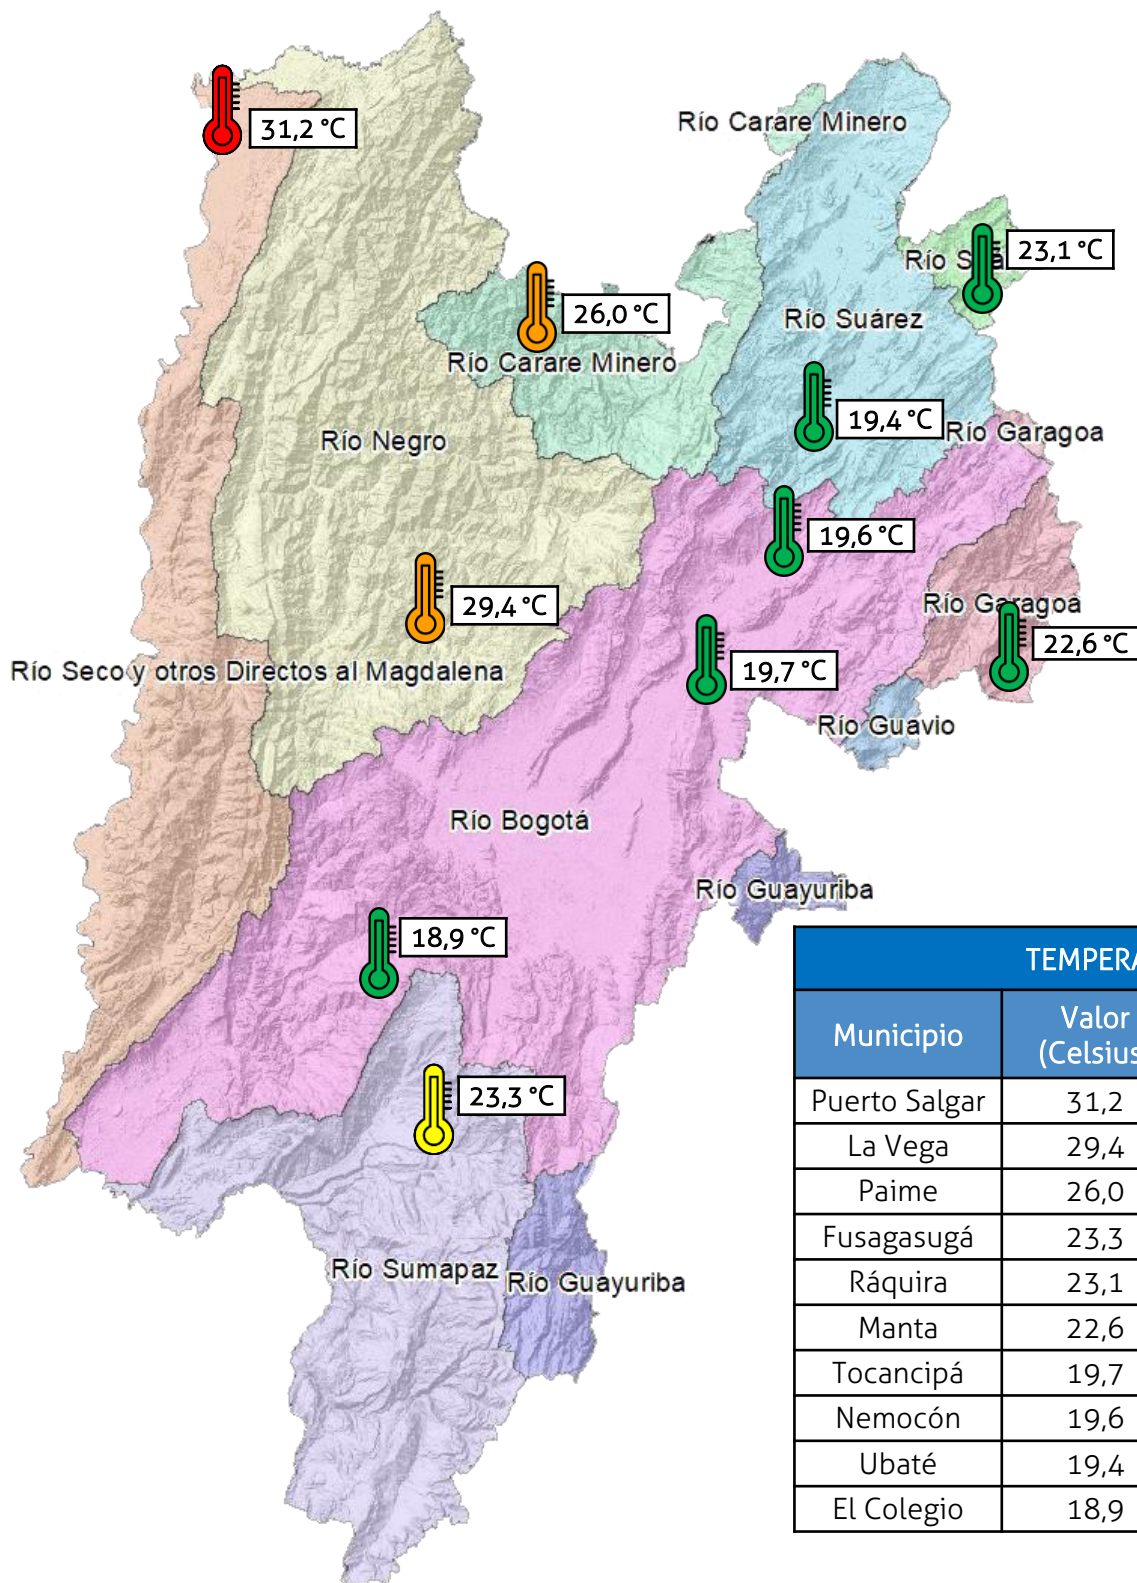 31,2 °C
Río Carare Minero
23,1 °C
26,0 °C
Río Suárez
Río Carare Minero
19,4 °C
Río Garagoa
Río Negro
19,6 °C
29,4 °C
Río Garagoa
22,6 °C
19,7 °C
Río Seco y otros Directos al Magdalena
Río Guavio
Río Bogotá
Río Guayuriba
18,9 °C
23,3 °C
Río Sumapaz
Río Guayuriba
TEMPERA
Municipio
Valor
(Celsius
Puerto Salgar 31,2
La Vega 29,4
Paime 26,0
Fusagasugá 23,3
Ráquira 23,1
Manta 22,6
Tocancipá 19,7
Nemocón 19,6
Ubaté 19,4
El Colegio 18,9